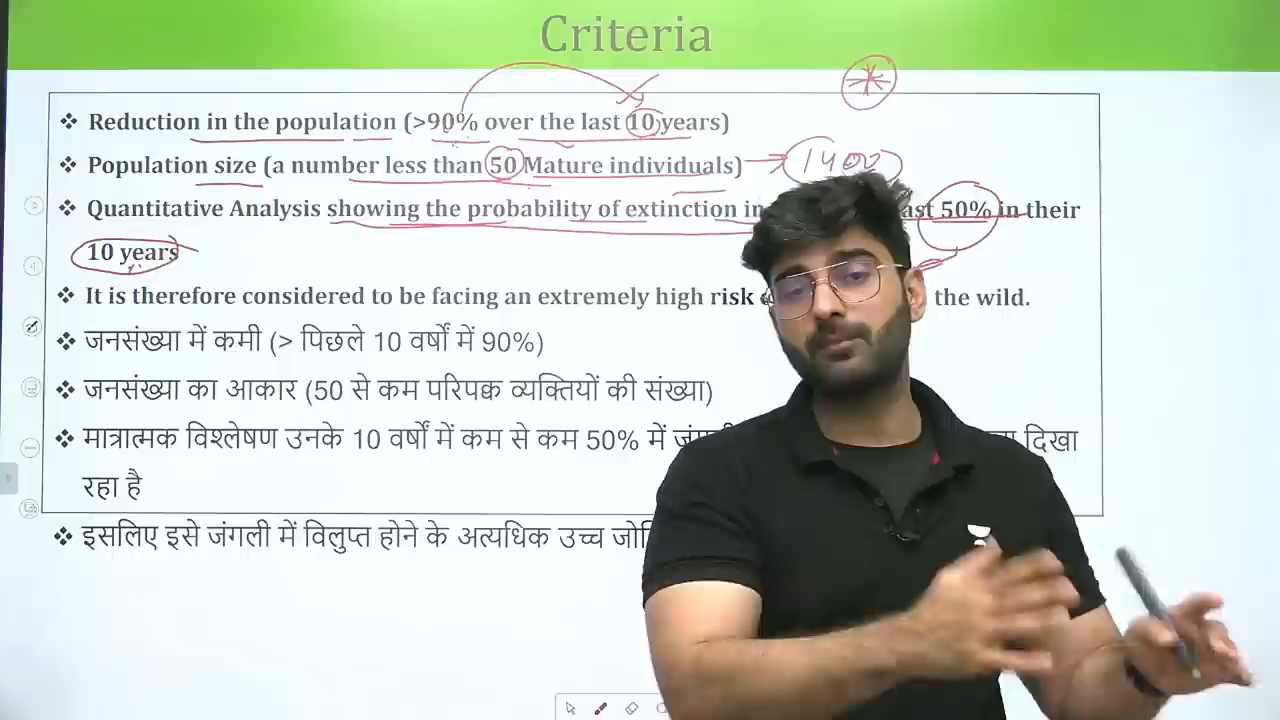 Criteria
❖ Reduction in the population (>90% over the last 10 years)
❖ Population size (a number less than 50 Mature individuals) → 1400
❖ Quantitative Analysis showing the probability of extinction in 50% in their
10 years
❖ It is therefore considered to be facing an extremely high risk the wild.
❖ जनसंख्या में कमी (> पिछले 10 वर्षों में 90%)
❖ जनसंख्या का आकार (50 से कम परिपक्व व्यक्तियों की संख्या)
❖ मात्रात्मक विश्लेषण उनके 10 वर्षों में कम से कम 50% में दिखा
रहा है
❖ इसलिए इसे जंगली में विलुप्त होने के अत्यधिक उच्च